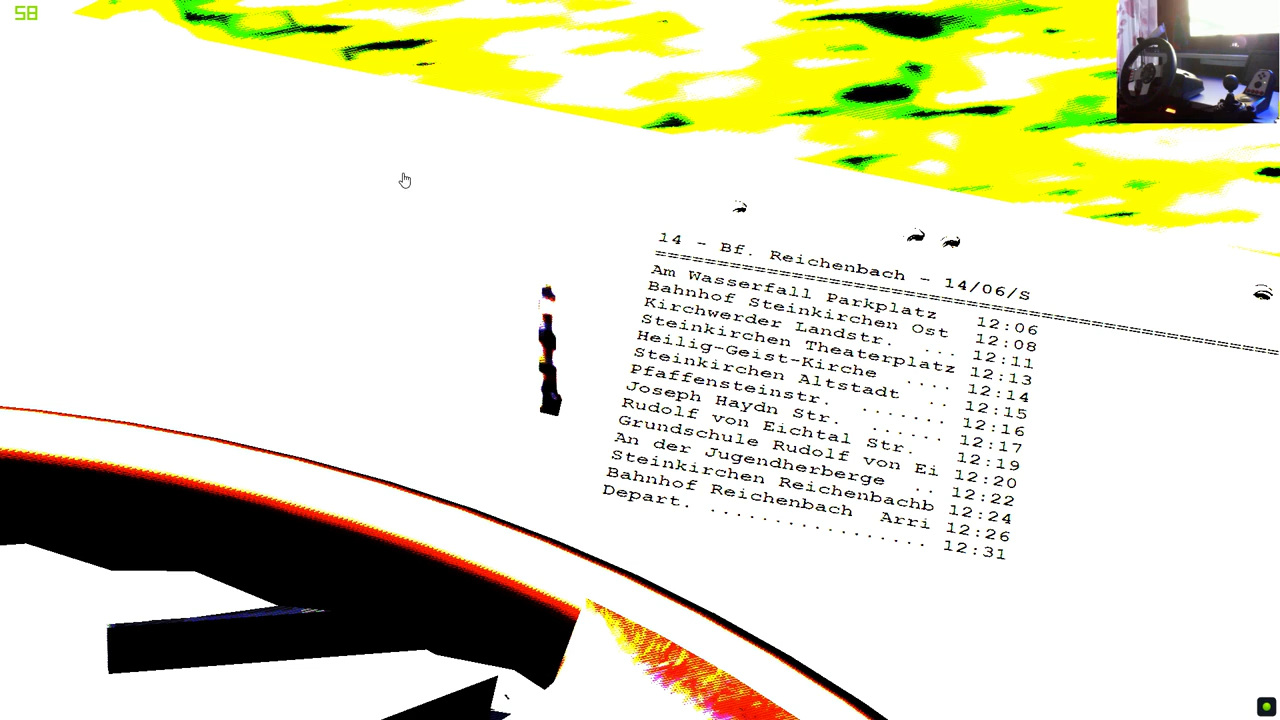 58
14 - Bf. Reichenbach - 14/06/S
==================================================
Am Wasserfall Parkplatz 12:06
Bahnhof Steinkirchen Ost 12:08
Kirchwerder Landstr. ... 12:11
Steinkirchen Theaterplatz 12:13
Heilig-Geist-Kirche .... 12:14
Steinkirchen Altstadt .. 12:15
Pfaffensteinstr. ....... 12:16
Joseph Haydn Str. ...... 12:17
Rudolf von Eichtal Str. 12:19
Grundschule Rudolf von Ei 12:20
An der Jugendherberge .. 12:22
Steinkirchen Reichenbachb 12:24
Bahnhof Reichenbach Arri 12:26
Depart. .................. 12:31